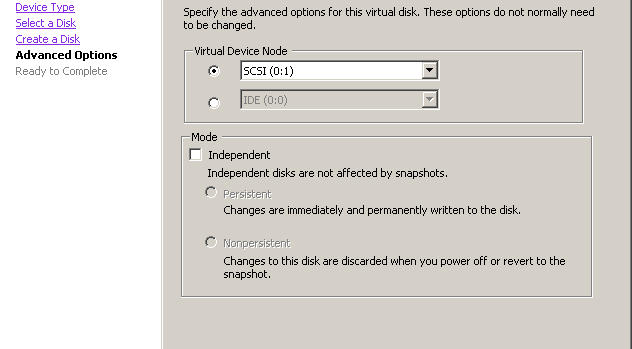 Device Type
Select a Disk
Create a Disk
Advanced Options
Ready to Complete
Specify the advanced options for this virtual disk. These options do not normally need
to be changed.
Virtual Device Node
SCSI (0:1)
IDE (0:0)
Mode
Independent
Independent disks are not affected by snapshots.
Persistent
Changes are immediately and permanently written to the disk.
Nonpersistent
Changes to this disk are discarded when you power off or revert to the
snapshot.